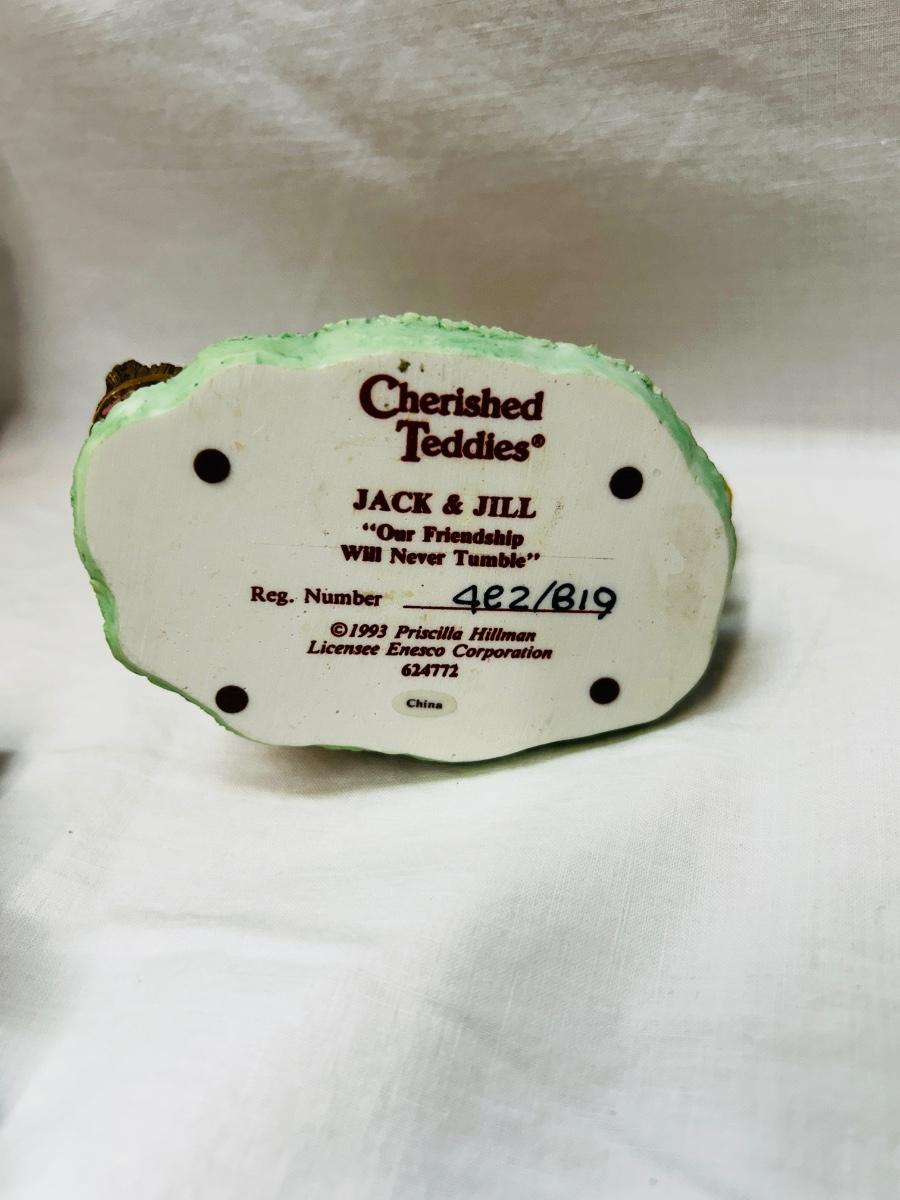 Cherished
Teddies®
JACK & JILL
“Our Friendship
Will Never Tumble”
Reg. Number 4E2/819
©1993 Priscilla Hillman
Licensee Enesco Corporation
624772
China